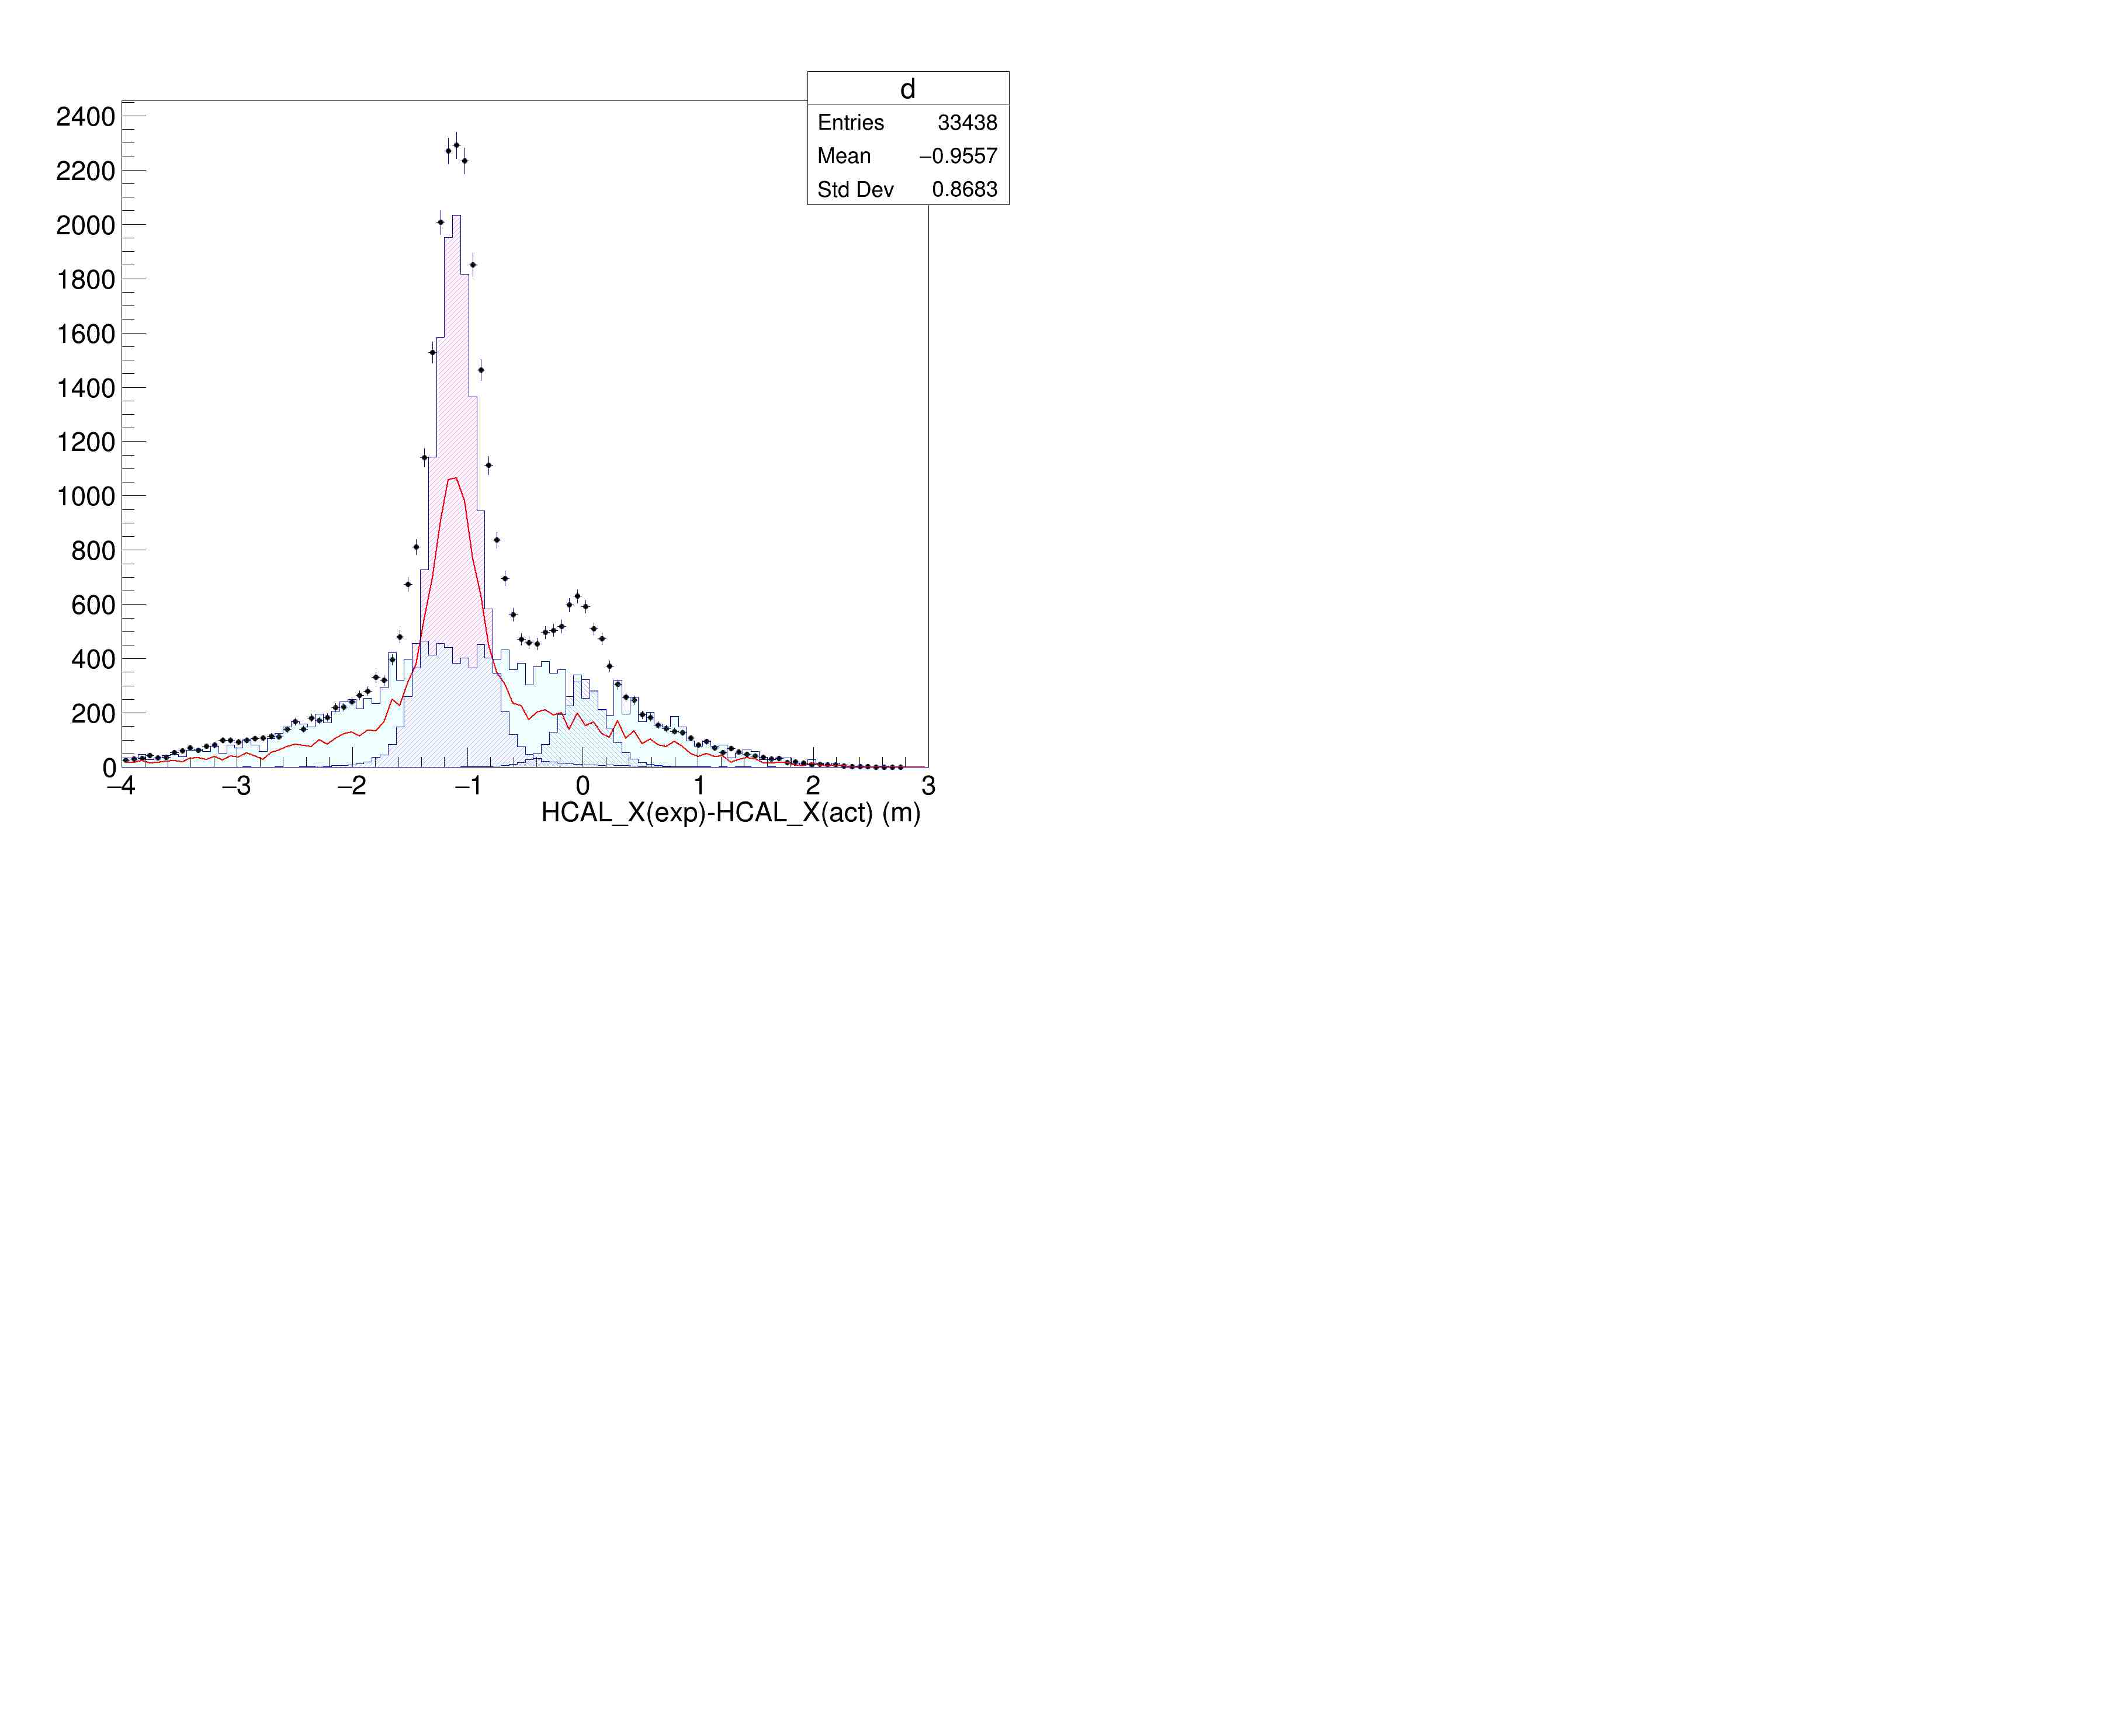 d
Entries 33438
Mean −0.9557
Std Dev 0.8683
2400
2200
2000
1800
1600
1400
1200
1000
800
600
400
200
0
−4 −3 −2 −1 0 1 2 3
HCAL_X(exp)-HCAL_X(act) (m)